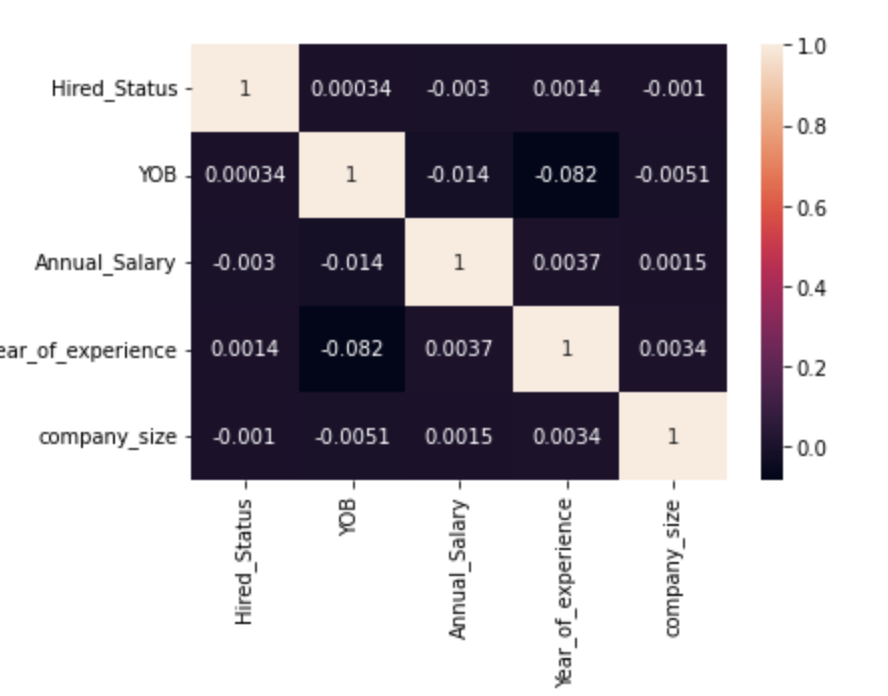 Hired_Status 1 0.00034 -0.003 0.0014 -0.001
YOB 0.00034 1 -0.014 -0.082 -0.0051
Annual_Salary -0.003 -0.014 1 0.0037 0.0015
ear_of_experience 0.0014 -0.082 0.0037 1 0.0034
company_size -0.001 -0.0051 0.0015 0.0034 1
Hired_Status
YOB
Annual_Salary
Year_of_experience
company_size
1.0
0.8
0.6
0.4
0.2
0.0